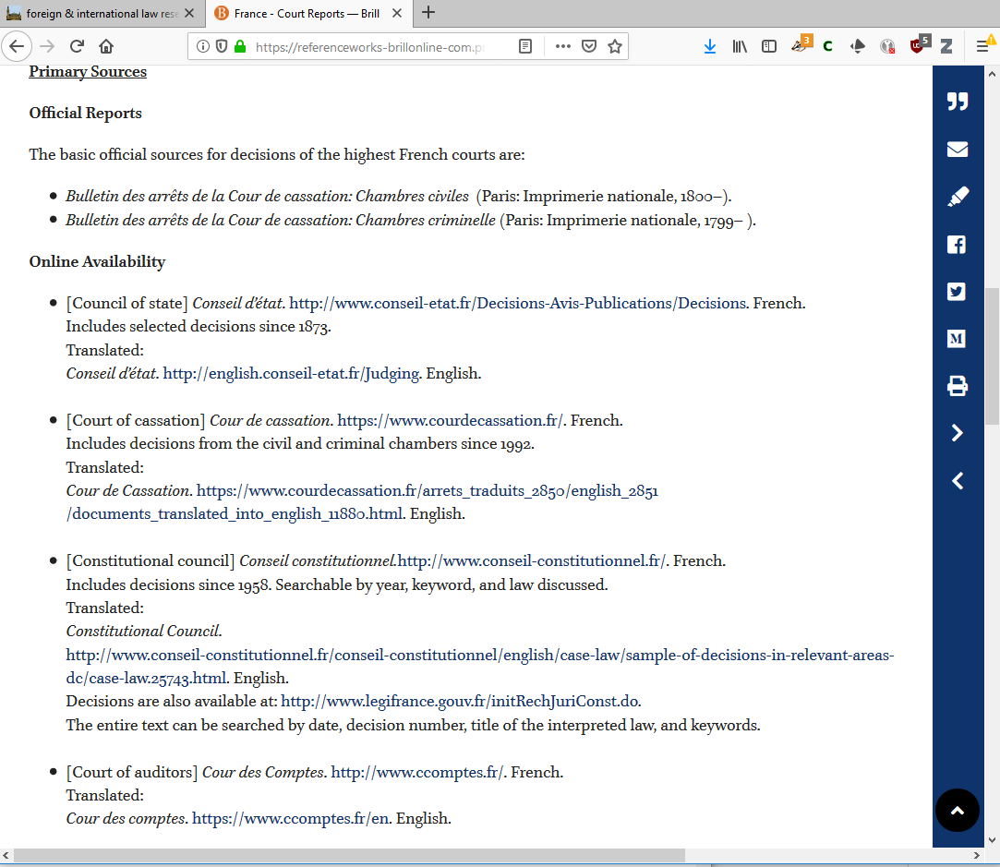 foreign & international law rese
France - Court Reports — Brill
https://referenceworks-brillonline-com.p
3
5
Primary Sources
Official Reports
The basic official sources for decisions of the highest French courts are:
• Bulletin des arrêts de la Cour de cassation: Chambres civiles (Paris: Imprimerie nationale, 1800–).
• Bulletin des arrêts de la Cour de cassation: Chambres criminelle (Paris: Imprimerie nationale, 1799– ).
Online Availability
• [Council of state] Conseil d'état. http://www.conseil-etat.fr/Decisions-Avis-Publications/Decisions. French.
Includes selected decisions since 1873.
Translated:
Conseil d'état. http://english.conseil-etat.fr/Judging. English.
• [Court of cassation] Cour de cassation. https://www.courdecassation.fr/. French.
Includes decisions from the civil and criminal chambers since 1992.
Translated:
Cour de Cassation. https://www.courdecassation.fr/arrets_traduits_2850/english_2851
/documents_translated_into_english_11880.html. English.
• [Constitutional council] Conseil constitutionnel.http://www.conseil-constitutionnel.fr/. French.
Includes decisions since 1958. Searchable by year, keyword, and law discussed.
Translated:
Constitutional Council.
http://www.conseil-constitutionnel.fr/conseil-constitutionnel/english/case-law/sample-of-decisions-in-relevant-areas-
dc/case-law.25743.html. English.
Decisions are also available at: http://www.legifrance.gouv.fr/initRechJuriConst.do.
The entire text can be searched by date, decision number, title of the interpreted law, and keywords.
• [Court of auditors] Cour des Comptes. http://www.ccomptes.fr/. French.
Translated:
Cour des comptes. https://www.ccomptes.fr/en. English.